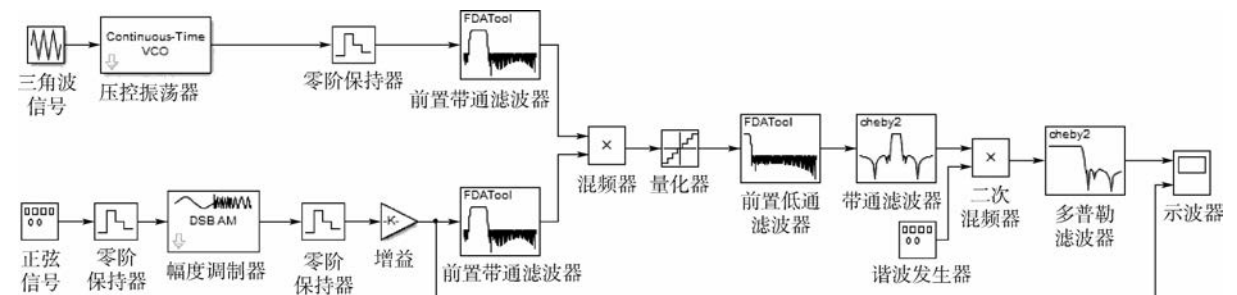 FDATool
Continuous-Time
VCO
三角波
信号
压控振荡器
零阶保持器
前置带通滤波器
×
混频器
量化器
FDATool
前置低通
滤波器
cheby2
带通滤波器
×
二次
混频器
cheby2
多普勒
滤波器
示波器
谐波发生器
正弦
信号
零阶
保持器
DSB AM
幅度调制器
零阶
保持器
-K-
增益
FDATool
前置带通滤波器